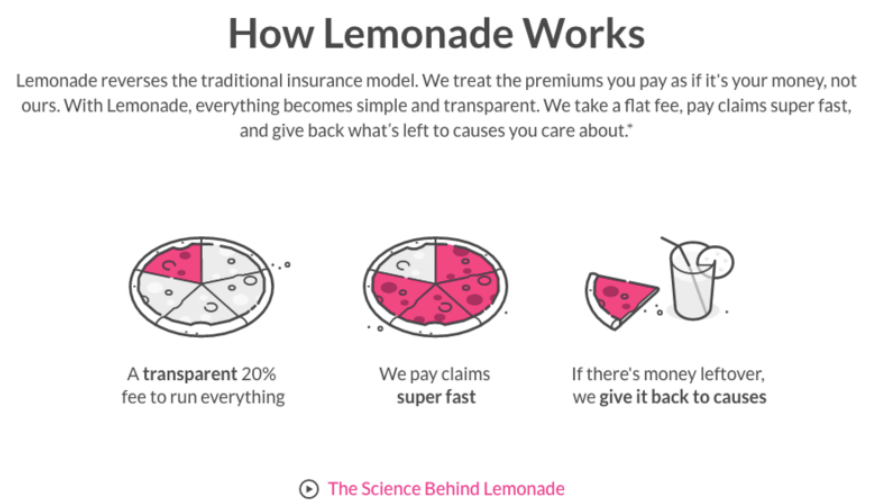 How Lemonade Works
Lemonade reverses the traditional insurance model. We treat the premiums you pay as if it's your money, not
ours. With Lemonade, everything becomes simple and transparent. We take a flat fee, pay claims super fast,
and give back what's left to causes you care about.*
A transparent 20%
fee to run everything
We pay claims
super fast
If there's money leftover,
we give it back to causes
The Science Behind Lemonade